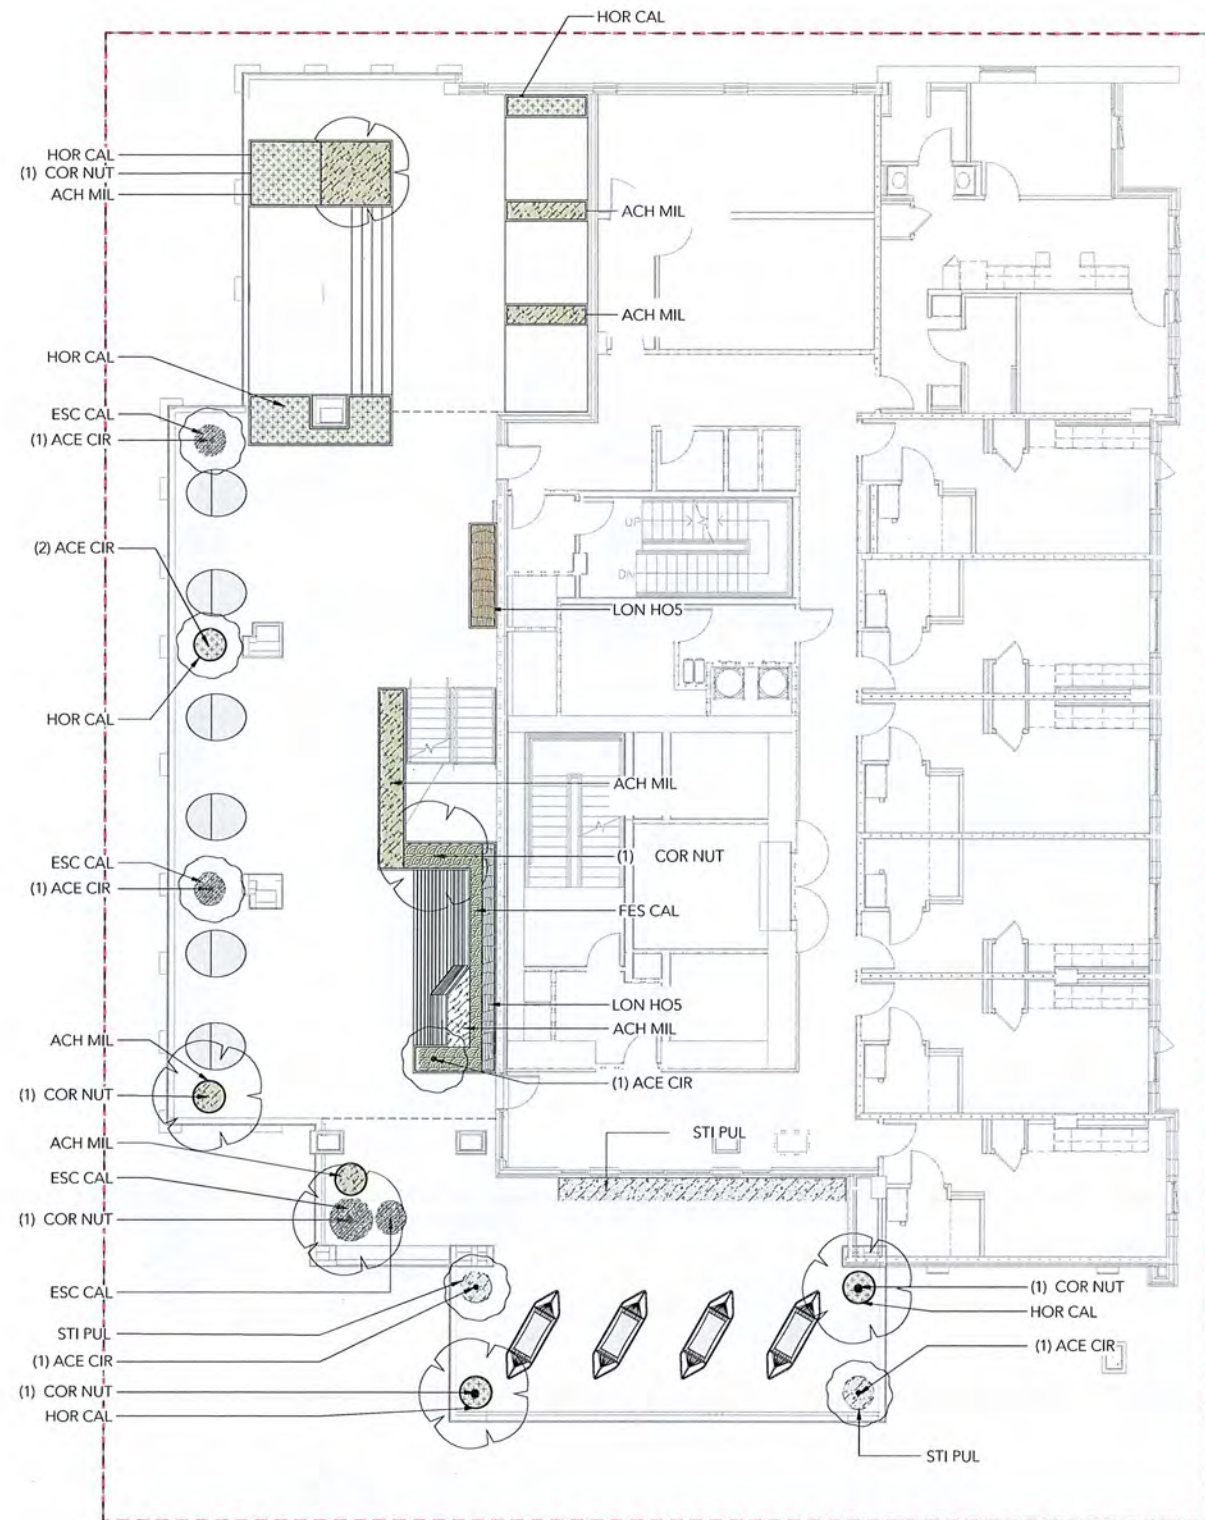 HOR CAL
HOR CAL
(1) COR NUT
ACH MIL
ACH MIL
ACH MIL
HOR CAL
ESC CAL
(1) ACE CIR
UP
(2) ACE CIR
DN
LON HO5
HOR CAL
ACH MIL
(1) COR NUT
ESC CAL
(1) ACE CIR
FES CAL
LON HO5
ACH MIL
ACH MIL
(1) ACE CIR
(1) COR NUT
STI PUL
ACH MIL
ESC CAL
(1) COR NUT
ESC CAL
(1) COR NUT
HOR CAL
STI PUL
(1) ACE CIR
(1) ACE CIR
(1) COR NUT
HOR CAL
STI PUL